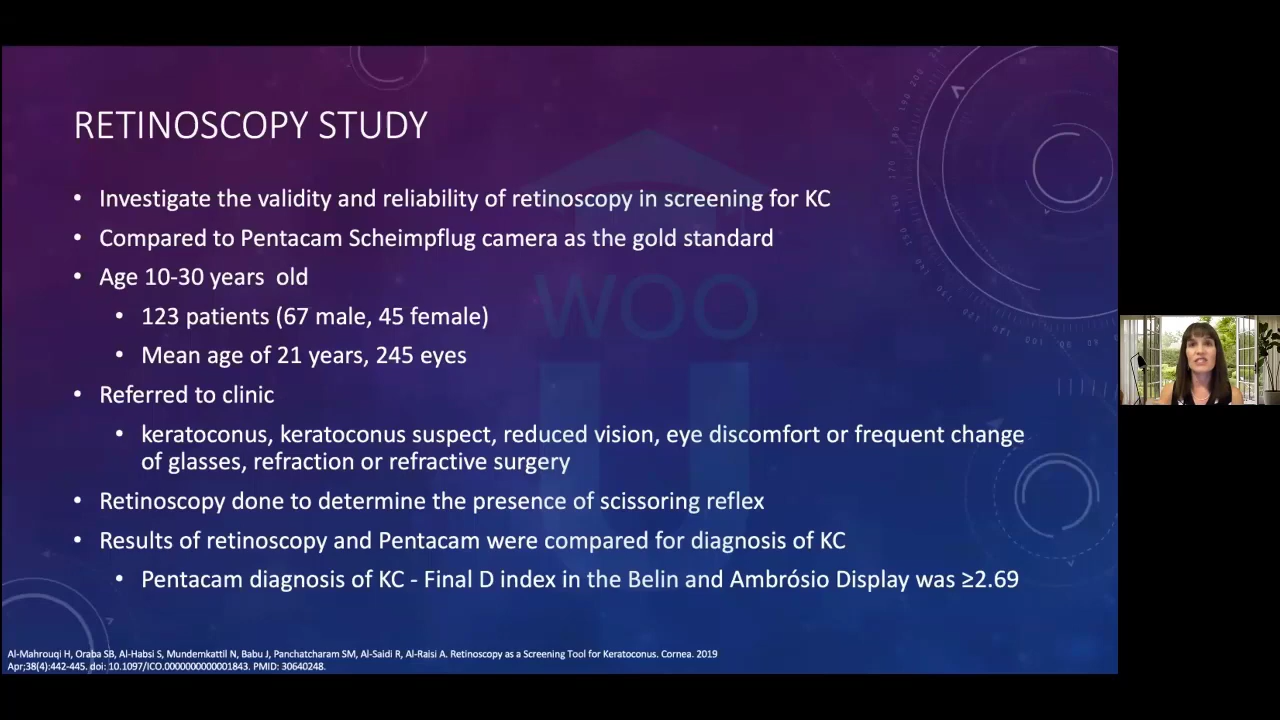 RETINOSCOPY STUDY
• Investigate the validity and reliability of retinoscopy in screening for KC
• Compared to Pentacam Scheimpflug camera as the gold standard
• Age 10-30 years  old
• 123 patients (67 male, 45 female)
• Mean age of 21 years, 245 eyes
• Referred to clinic
• keratoconus, keratoconus suspect, reduced vision, eye discomfort or frequent change
of glasses, refraction or refractive surgery
• Retinoscopy done to determine the presence of scissoring reflex
• Results of retinoscopy and Pentacam were compared for diagnosis of KC
• Pentacam diagnosis of KC - Final D index in the Belin and Ambrósio Display was ≥2.69
WOO
U
Al-Mahrouqi H, Oraba SB, Al-Habsi S, Mundemkattil N, Babu J, Panchatcharam SM, Al-Saidi R, Al-Raisi A. Retinoscopy as a Screening Tool for Keratoconus. Cornea. 2019
Apr;38(4):442-445. doi: 10.1097/ICO.0000000000001843. PMID: 30640248.